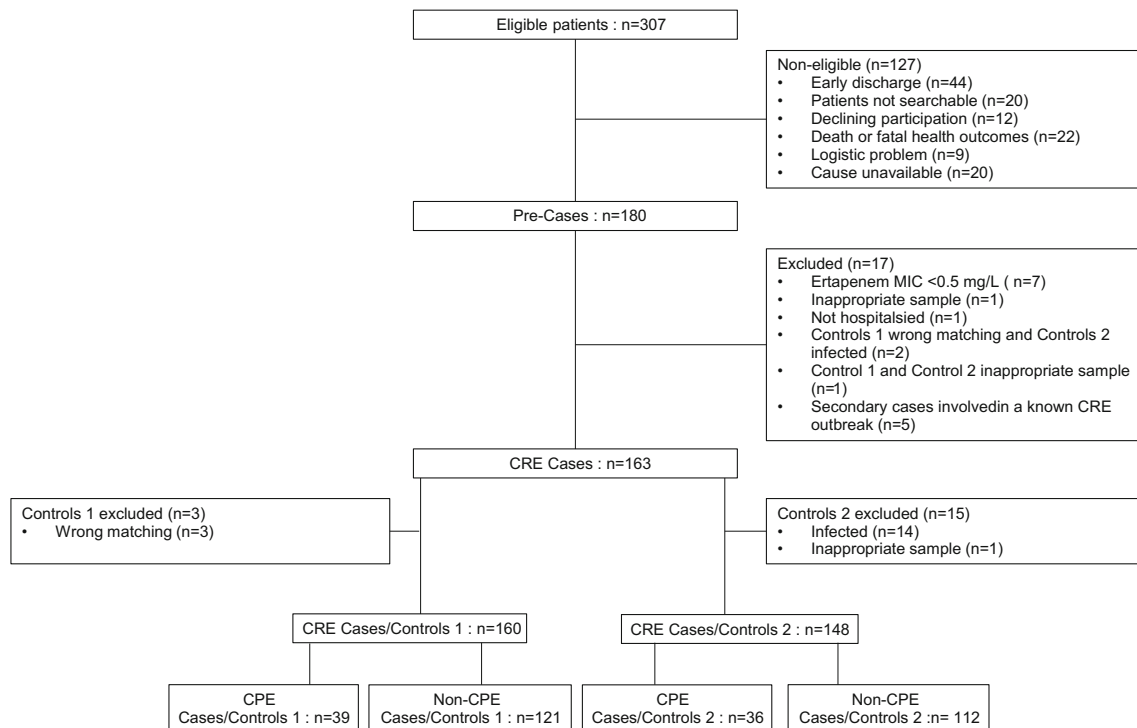 Eligible patients : n=307
Non-eligible (n=127)
• Early discharge (n=44)
• Patients not searchable (n=20)
• Declining participation (n=12)
• Death or fatal health outcomes (n=22)
• Logistic problem (n=9)
• Cause unavailable (n=20)
Pre-Cases : n=180
Excluded (n=17)
• Ertapenem MIC <0.5 mg/L ( n=7)
• Inappropriate sample (n=1)
• Not hospitalsied (n=1)
• Controls 1 wrong matching and Controls 2
infected (n=2)
• Control 1 and Control 2 inappropriate sample
(n=1)
• Secondary cases involvedin a known CRE
outbreak (n=5)
CRE Cases : n=163
Controls 1 excluded (n=3)
• Wrong matching (n=3)
Controls 2 excluded (n=15)
• Infected (n=14)
• Inappropriate sample (n=1)
CRE Cases/Controls 1 : n=160
CRE Cases/Controls 2 : n=148
CPE
Cases/Controls 1 : n=39
Non-CPE
Cases/Controls 1 : n=121
CPE
Cases/Controls 2 : n=36
Non-CPE
Cases/Controls 2 :n= 112